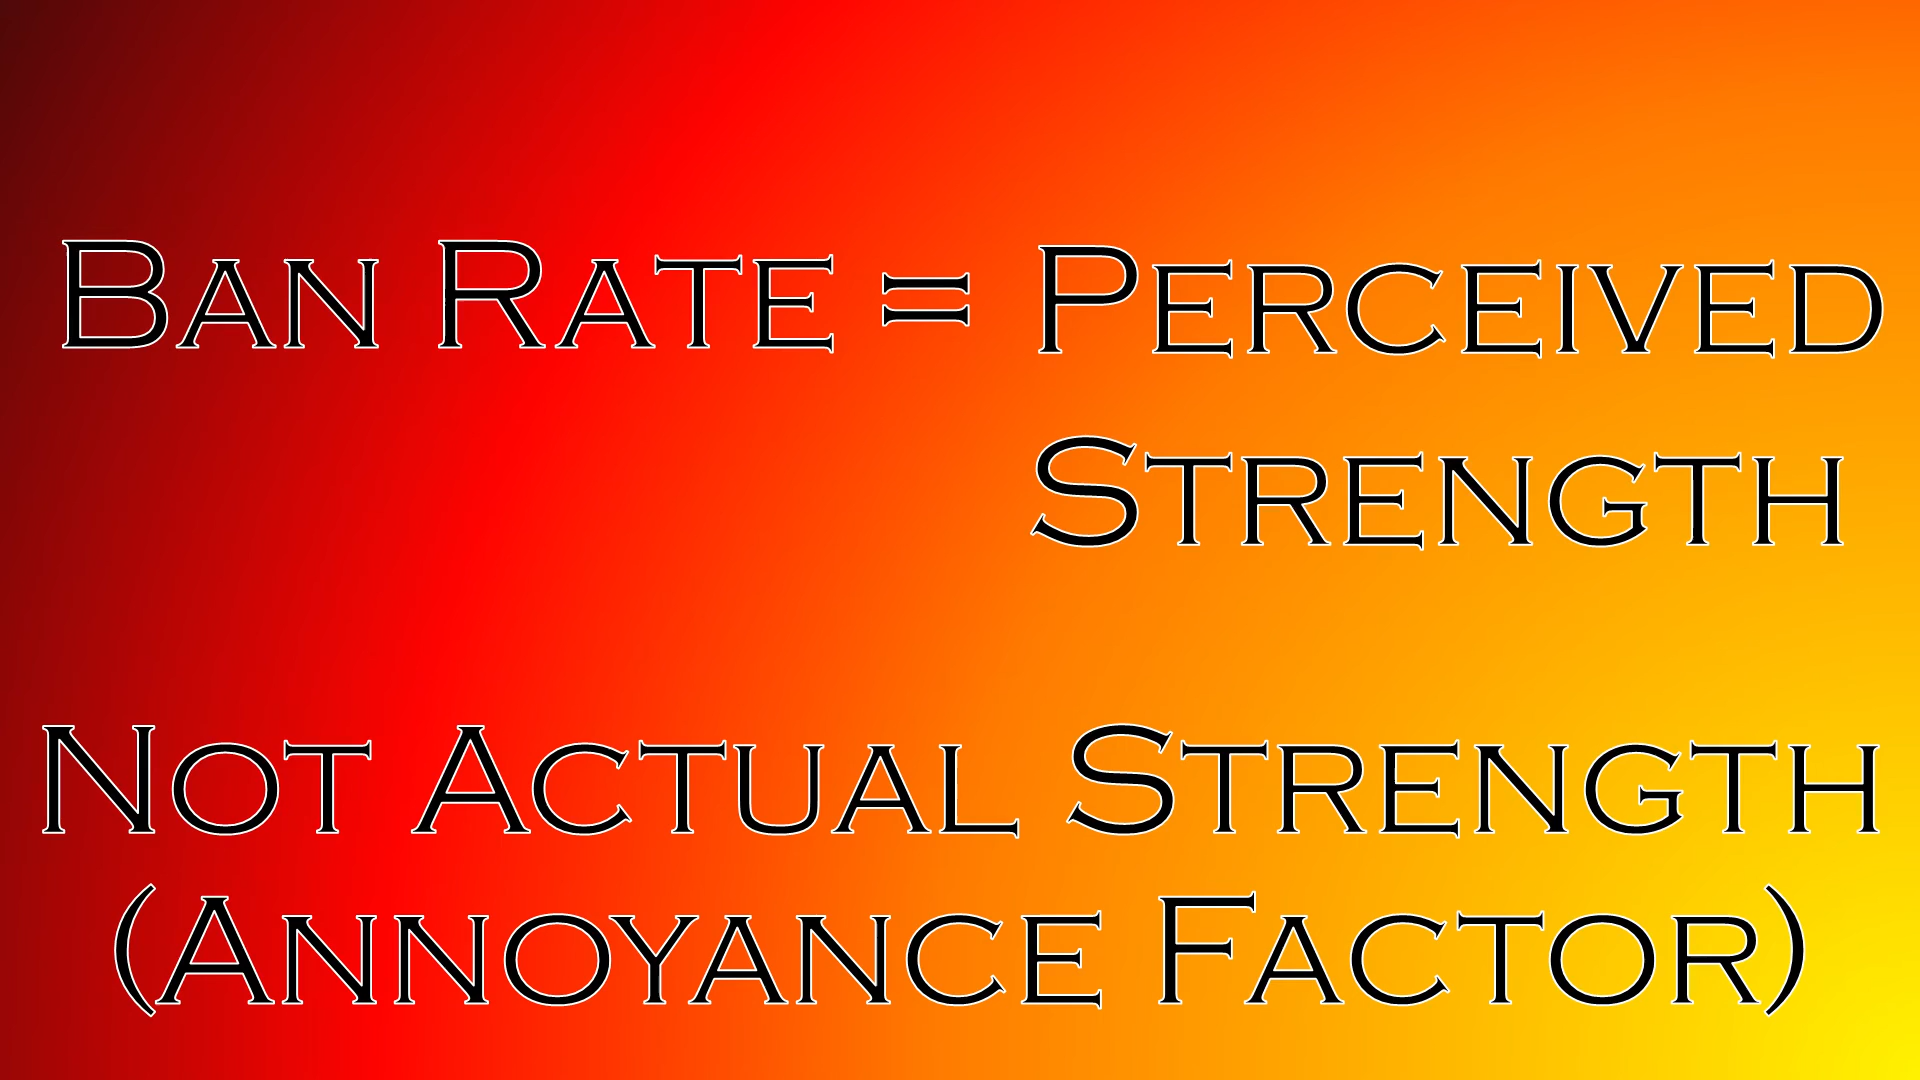 Ban Rate = Perceived
Strength
Not Actual Strength
(Annoyance Factor)